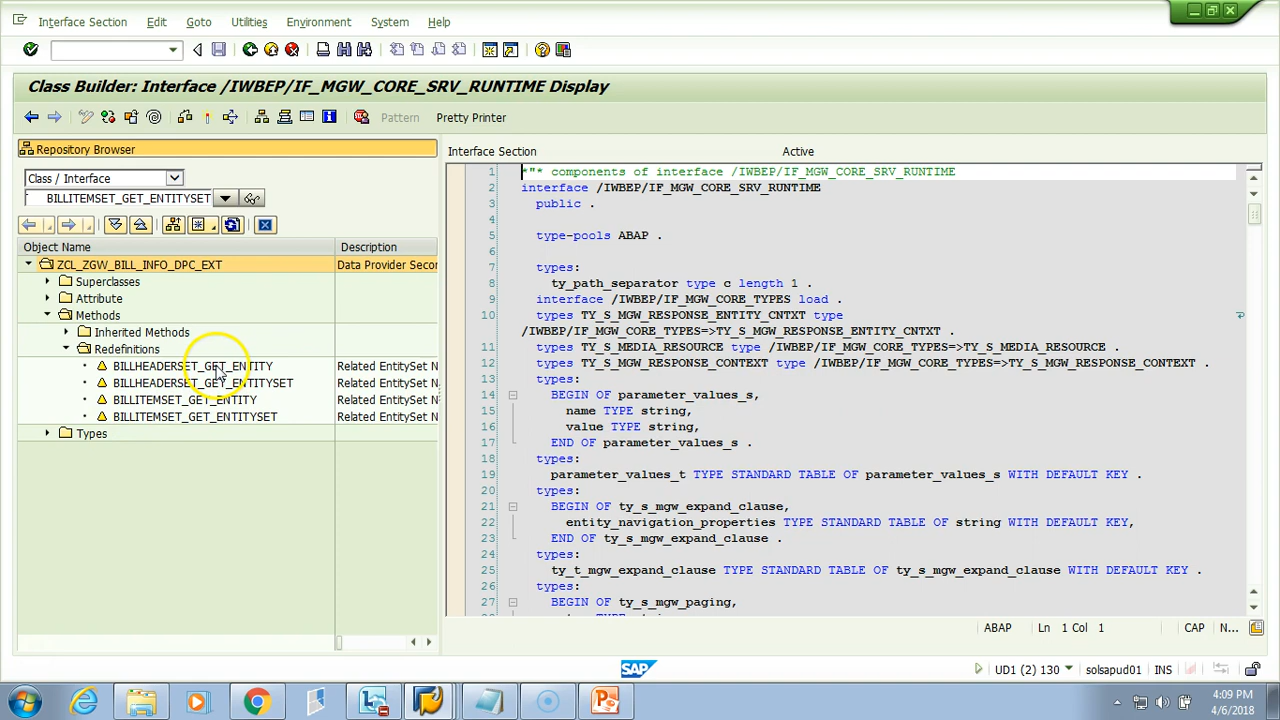 Interface Section Edit Goto Utilities Environment System Help
Class Builder: Interface /IWBEP/IF_MGW_CORE_SRV_RUNTIME Display
Pattern Pretty Printer
Repository Browser
Class / Interface
BILLITEMSET_GET_ENTITYSET
Object Name Description
ZCL_ZGW_BILL_INFO_DPC_EXT Data Provider Secon
Superclasses
Attribute
Methods
Inherited Methods
Redefinitions
BILLHEADERSET_GET_ENTITY Related EntitySet N
BILLHEADERSET_GET_ENTITYSET Related EntitySet N
BILLITEMSET_GET_ENTITY Related EntitySet N
BILLITEMSET_GET_ENTITYSET Related EntitySet N
Types
Interface Section Active
1 *"* components of interface /IWBEP/IF_MGW_CORE_SRV_RUNTIME
2 interface /IWBEP/IF_MGW_CORE_SRV_RUNTIME
3 public .
4
5 type-pools ABAP .
6
7 types:
8 ty_path_separator type c length 1 .
9 interface /IWBEP/IF_MGW_CORE_TYPES load .
10 types TY_S_MGW_RESPONSE_ENTITY_CNTXT type
/IWBEP/IF_MGW_CORE_TYPES=>TY_S_MGW_RESPONSE_ENTITY_CNTXT .
11 types TY_S_MEDIA_RESOURCE type /IWBEP/IF_MGW_CORE_TYPES=>TY_S_MEDIA_RESOURCE .
12 types TY_S_MGW_RESPONSE_CONTEXT type /IWBEP/IF_MGW_CORE_TYPES=>TY_S_MGW_RESPONSE_CONTEXT .
13 types:
14 BEGIN OF parameter_values_s,
15 name TYPE string,
16 value TYPE string,
17 END OF parameter_values_s .
18 types:
19 parameter_values_t TYPE STANDARD TABLE OF parameter_values_s WITH DEFAULT KEY .
20 types:
21 BEGIN OF ty_s_mgw_expand_clause,
22 entity_navigation_properties TYPE STANDARD TABLE OF string WITH DEFAULT KEY,
23 END OF ty_s_mgw_expand_clause .
24 types:
25 ty_t_mgw_expand_clause TYPE STANDARD TABLE OF ty_s_mgw_expand_clause WITH DEFAULT KEY .
26 types:
27 BEGIN OF ty_s_mgw_paging,
ABAP Ln 1 Col 1 CAP N...
SAP
UD1 (2) 130 solsapud01 INS
4:09 PM
4/6/2018